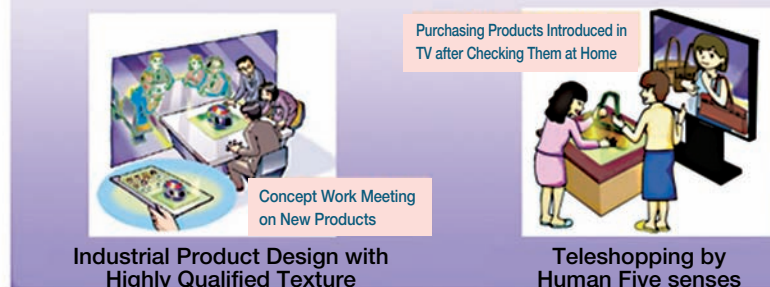 Purchasing Products Introduced in
TV after Checking Them at Home
Concept Work Meeting
on New Products
Industrial Product Design with
Highly Qualified Texture
Teleshopping by
Human Five senses